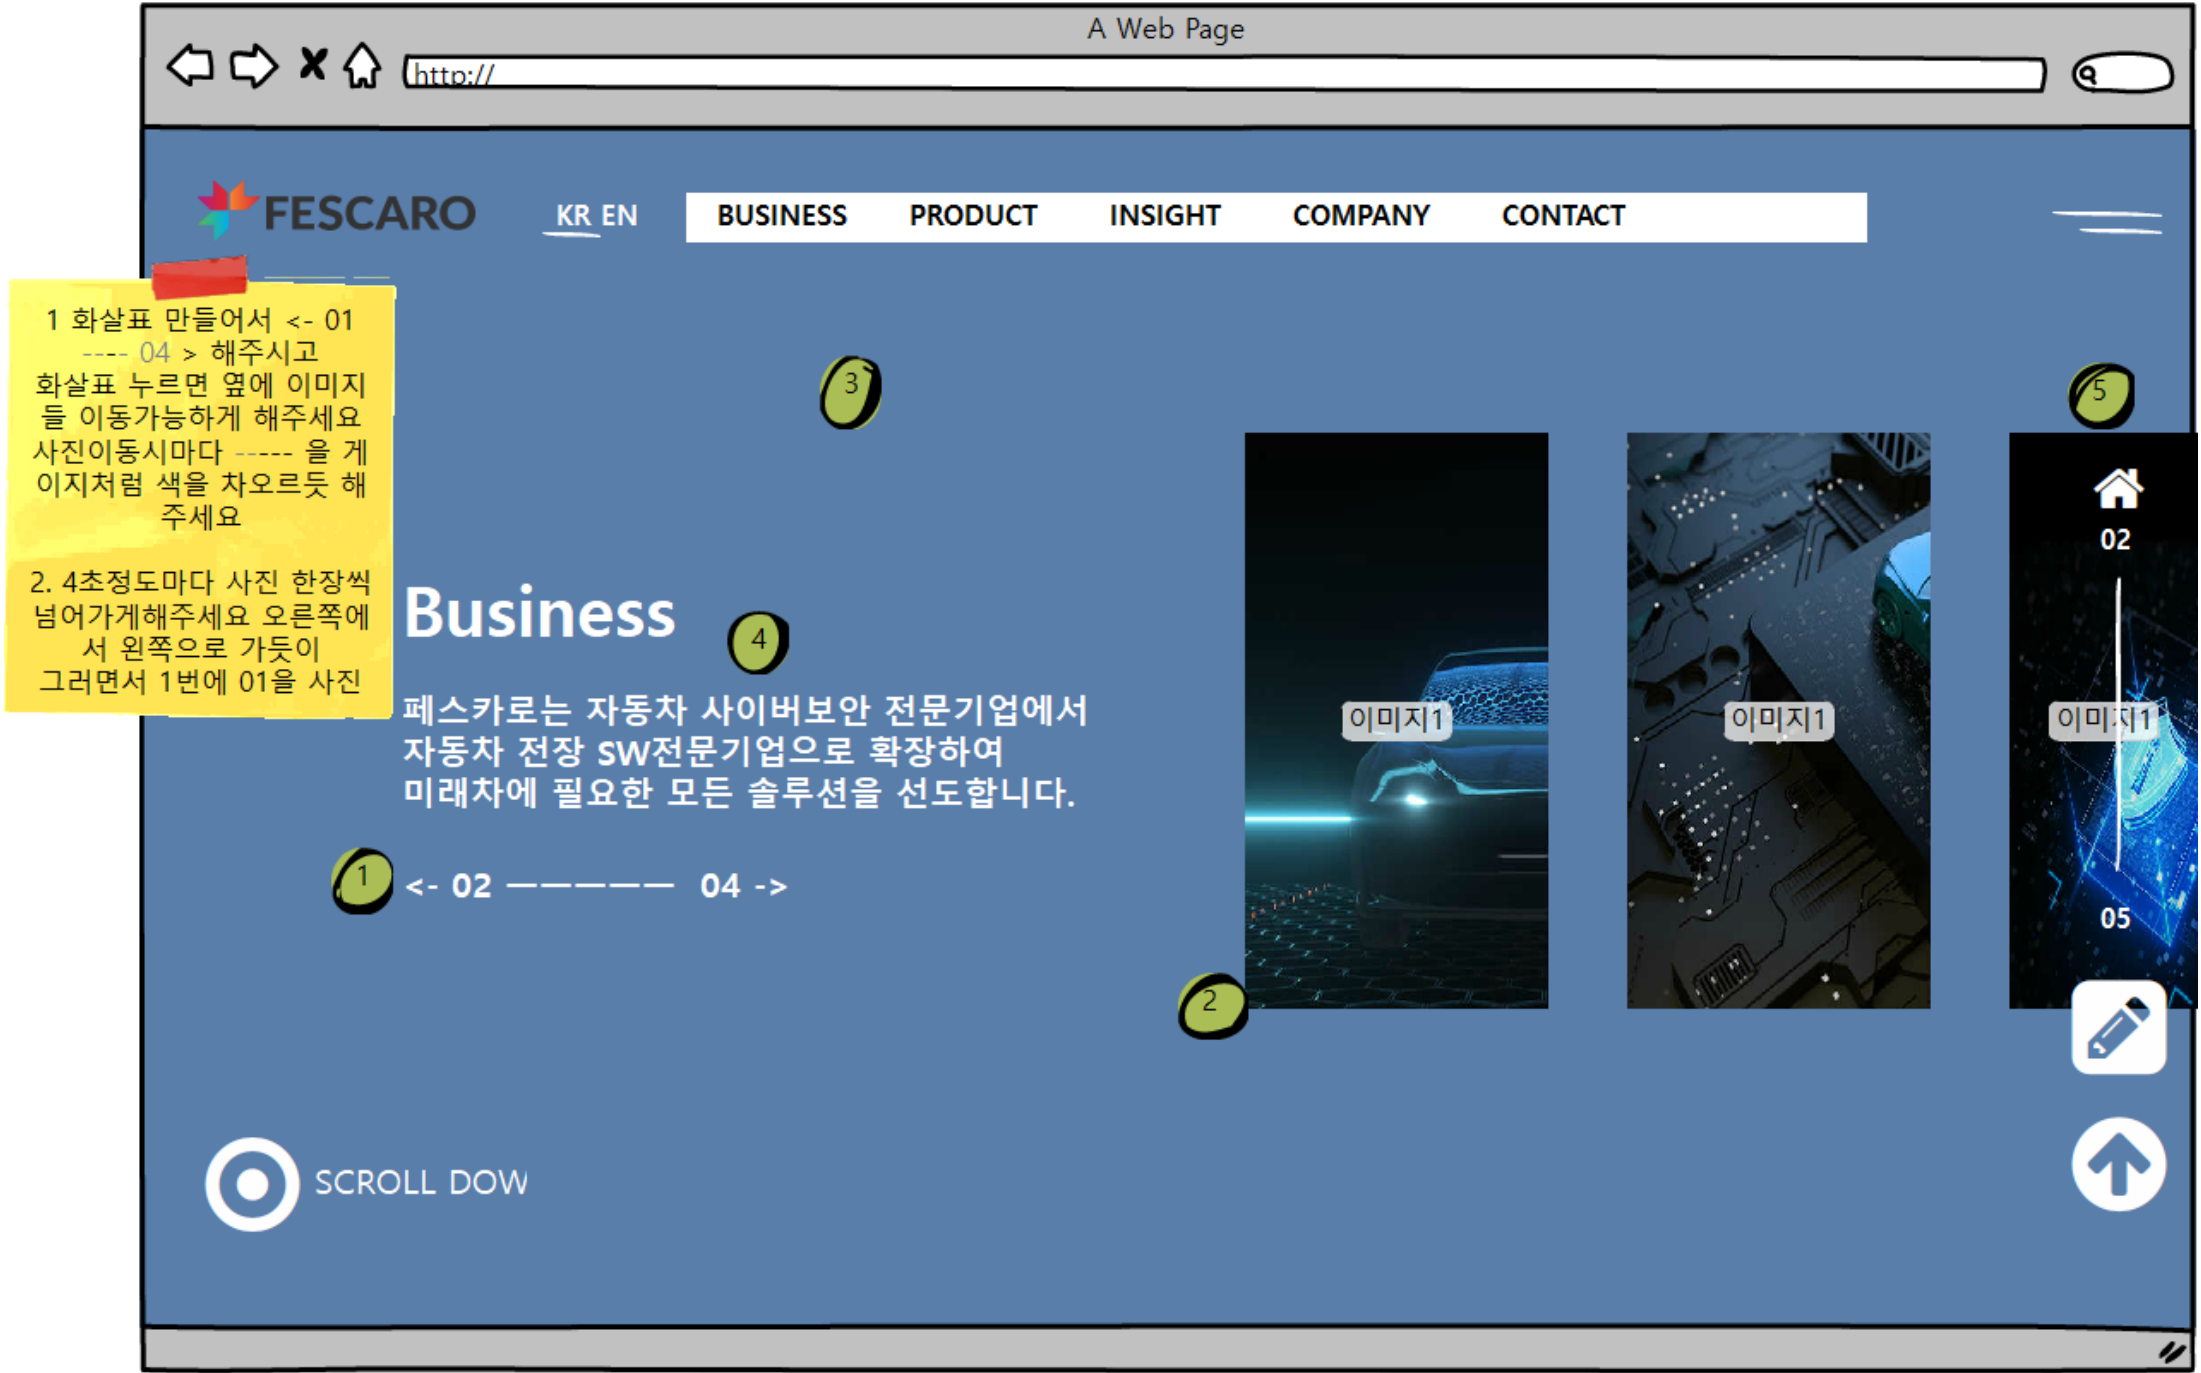 A Web Page
http://
FESCARO
KR EN
BUSINESS PRODUCT INSIGHT COMPANY CONTACT
1 화살표 만들어서 <- 01
---- 04 > 해주시고
화살표 누르면 옆에 이미지
들 이동가능하게 해주세요
사진이동시마다 ----- 을 게
이지처럼 색을 차오르듯 해
주세요
2. 4초정도마다 사진 한장씩
넘어가게해주세요 오른쪽에
서 왼쪽으로 가듯이
그러면서 1번에 01을 사진
3
5
Business
4
페스카로는 자동차 사이버보안 전문기업에서
자동차 전장 SW전문기업으로 확장하여
미래차에 필요한 모든 솔루션을 선도합니다.
1
<- 02 ————— 04 ->
2
이미지1
이미지1
이미지1
02
05
SCROLL DOW